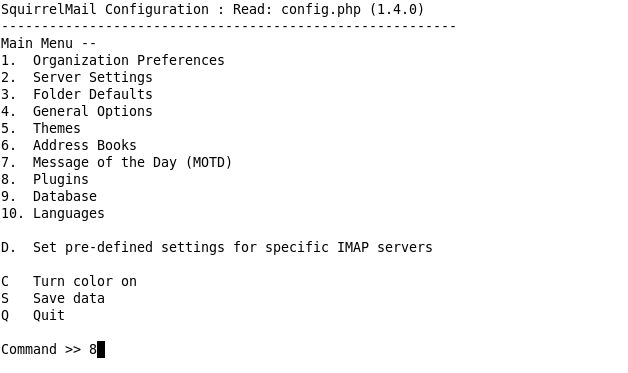 SquirrelMail Configuration : Read: config.php (1.4.0)
---------------------------------------------------------
Main Menu --
1.  Organization Preferences
2.  Server Settings
3.  Folder Defaults
4.  General Options
5.  Themes
6.  Address Books
7.  Message of the Day (MOTD)
8.  Plugins
9.  Database
10. Languages

D.  Set pre-defined settings for specific IMAP servers

C   Turn color on
S   Save data
Q   Quit

Command >> 8